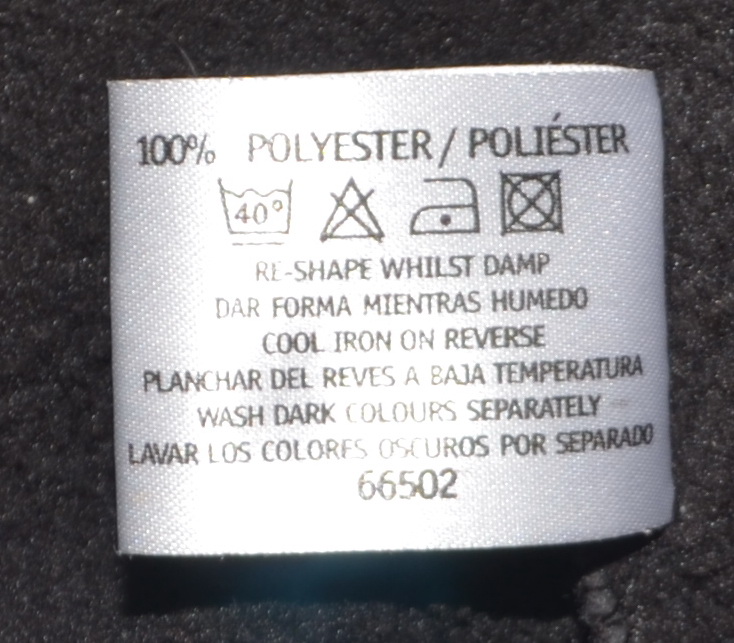 100% POLYESTER / POLIÉSTER
40°
RE-SHAPE WHILST DAMP
DAR FORMA MIENTRAS HUMEDO
COOL IRON ON REVERSE
PLANCHAR DEL REVES A BAJA TEMPERATURA
WASH DARK COLOURS SEPARATELY
LAVAR LOS COLORES OSCUROS POR SEPARADO
66502